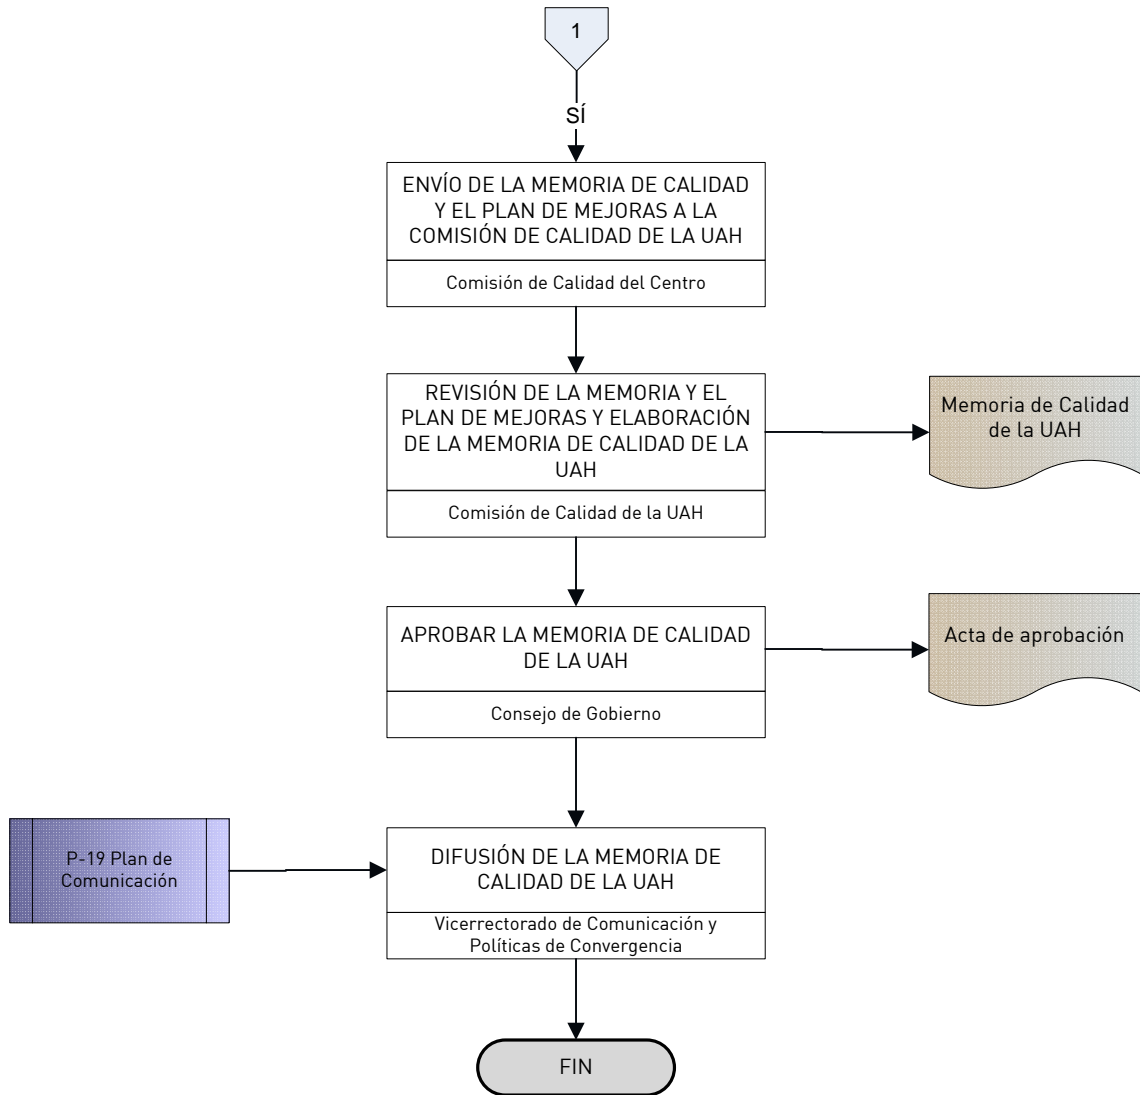 1
SÍ
ENVÍO DE LA MEMORIA DE CALIDAD
Y EL PLAN DE MEJORAS A LA
COMISIÓN DE CALIDAD DE LA UAH
Comisión de Calidad del Centro
REVISIÓN DE LA MEMORIA Y EL
PLAN DE MEJORAS Y ELABORACIÓN
DE LA MEMORIA DE CALIDAD DE LA
UAH
Comisión de Calidad de la UAH
Memoria de Calidad
de la UAH
APROBAR LA MEMORIA DE CALIDAD
DE LA UAH
Consejo de Gobierno
Acta de aprobación
P-19 Plan de
Comunicación
DIFUSIÓN DE LA MEMORIA DE
CALIDAD DE LA UAH
Vicerrectorado de Comunicación y
Políticas de Convergencia
FIN